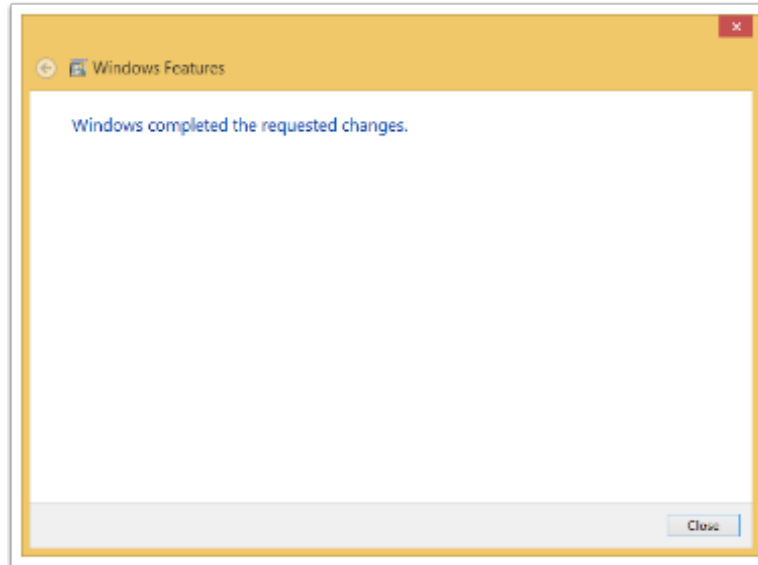 Windows Features
Windows completed the requested changes.
Close